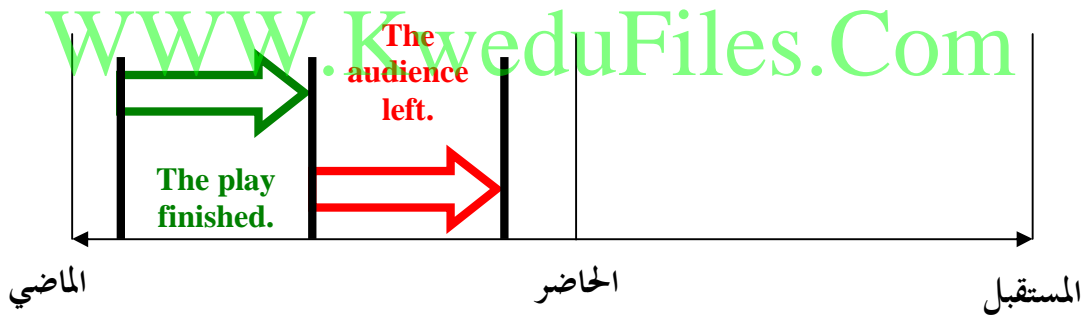 WWW.KweduFiles.Com
The
audience
left.
The play
finished.
الماضي
الحاضر
المستقبل